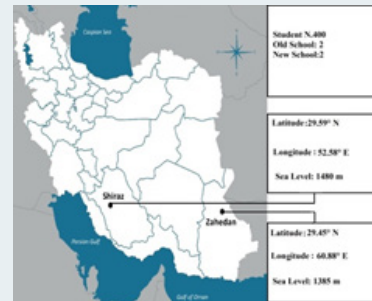 Caspian Sea
Student N.400
Old School: 2
New School:2
Latitude:29.59° N
Longitude : 52.58° E
Sea Level: 1480 m
Shiraz
Zahedan
Latitude:29.45° N
Longitude : 60.88° E
Sea Level: 1385 m
Persian Gulf
Gulf of Oman